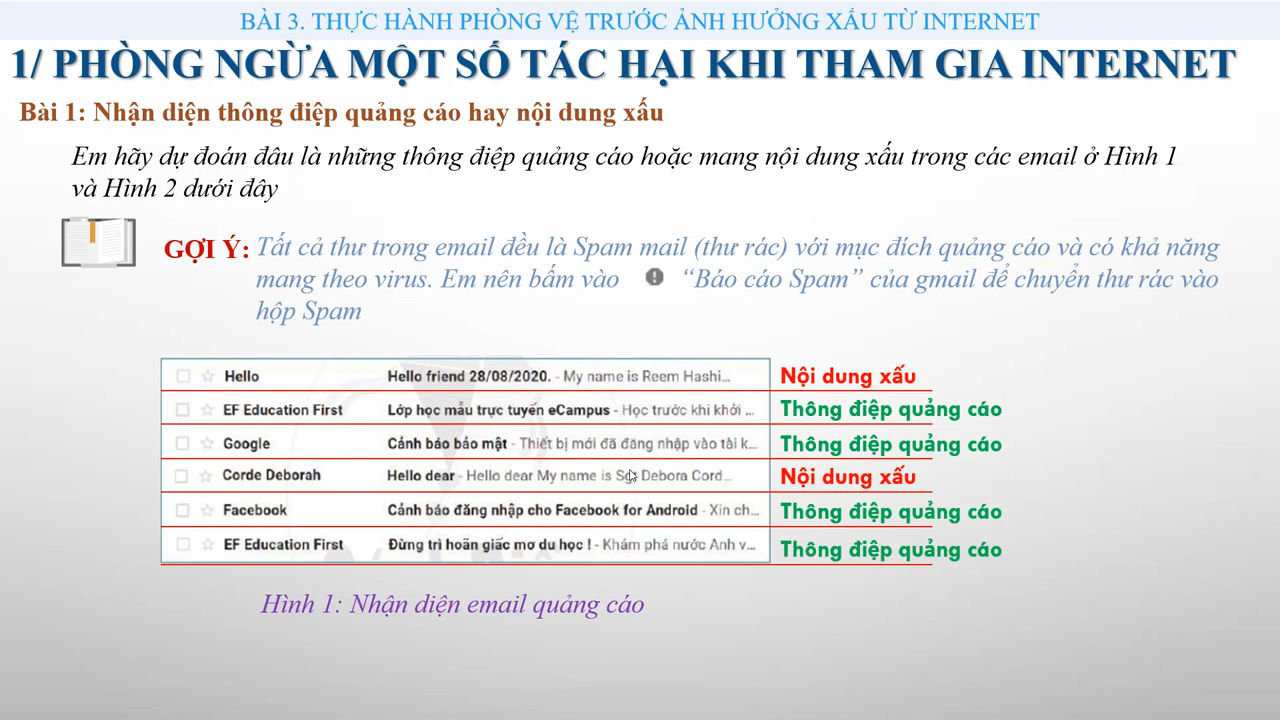 BÀI 3. THỰC HÀNH PHÒNG VỆ TRƯỚC ẢNH HƯỞNG XẤU TỪ INTERNET
1/ PHÒNG NGỪA MỘT SỐ TÁC HẠI KHI THAM GIA INTERNET
Bài 1: Nhận diện thông điệp quảng cáo hay nội dung xấu
Em hãy dự đoán đâu là những thông điệp quảng cáo hoặc mang nội dung xấu trong các email ở Hình 1
và Hình 2 dưới đây
GỢI Ý: Tất cả thư trong email đều là Spam mail (thư rác) với mục đích quảng cáo và có khả năng
mang theo virus. Em nên bấm vào "Báo cáo Spam" của gmail để chuyển thư rác vào
hộp Spam
Hello Hello friend 28/08/2020. - My name is Reem Hashi... Nội dung xấu
EF Education First Lớp học mẫu trực tuyến eCampus - Học trước khi khởi ... Thông điệp quảng cáo
Google Cảnh báo bảo mật - Thiết bị mới đã đăng nhập vào tài k... Thông điệp quảng cáo
Corde Deborah Hello dear - Hello dear My name is Debora Cord... Nội dung xấu
Facebook Cảnh báo đăng nhập cho Facebook for Android - Xin ch... Thông điệp quảng cáo
EF Education First Đừng trì hoãn giấc mơ du học ! - Khám phá nước Anh v... Thông điệp quảng cáo
Hình 1: Nhận diện email quảng cáo